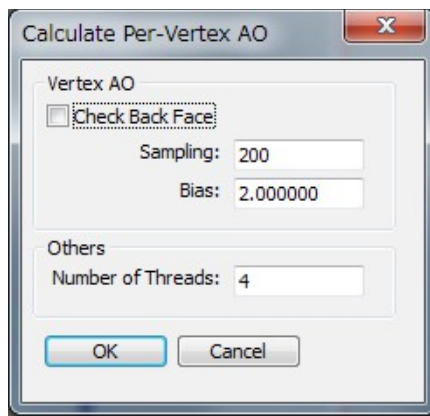 Calculate Per-Vertex AO
Vertex AO
Check Back Face
Sampling: 200
Bias: 2.000000
Others
Number of Threads: 4
OK Cancel